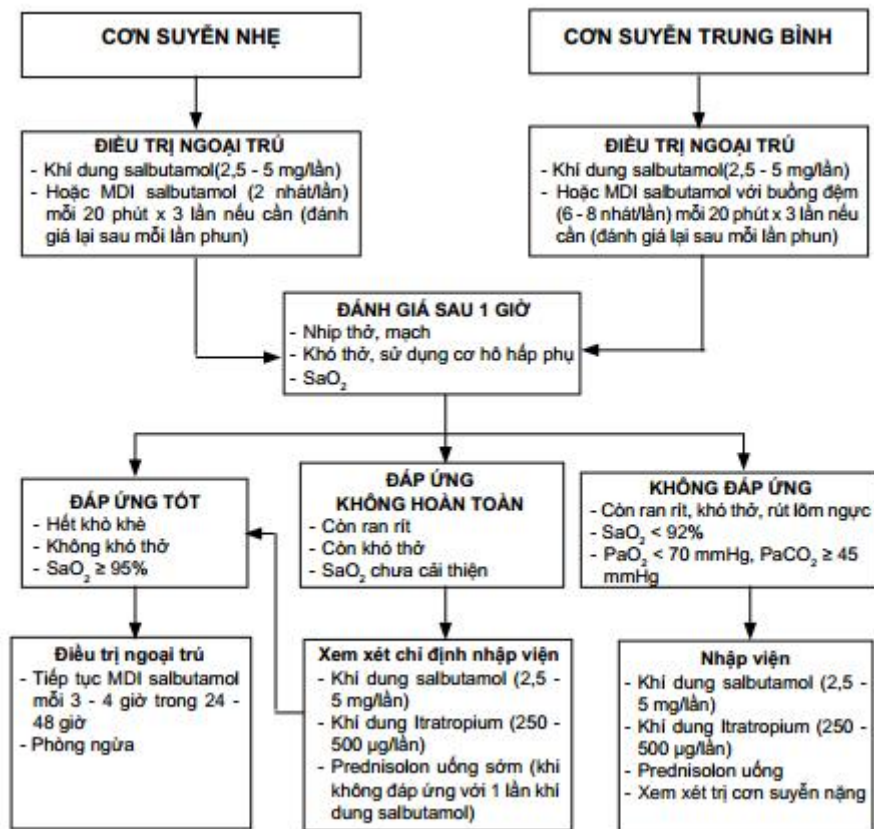 CƠN SUYỄN NHẸ
CƠN SUYỄN TRUNG BÌNH
ĐIỀU TRỊ NGOẠI TRÚ
- Khí dung salbutamol(2,5 - 5 mg/lần)
- Hoặc MDI salbutamol (2 nhát/lần)
mỗi 20 phút x 3 lần nếu cần (đánh
giá lại sau mỗi lần phun)
ĐIỀU TRỊ NGOẠI TRÚ
- Khí dung salbutamol(2,5 - 5 mg/lần)
- Hoặc MDI salbutamol với buồng đệm
(6 - 8 nhát/lần) mỗi 20 phút x 3 lần nếu
cần (đánh giá lại sau mỗi lần phun)
ĐÁNH GIÁ SAU 1 GIỜ
- Nhịp thở, mạch
- Khó thở, sử dụng cơ hô hấp phụ
- SaO₂
ĐÁP ỨNG TỐT
- Hết khò khè
- Không khó thở
- SaO₂ ≥ 95%
ĐÁP ỨNG
KHÔNG HOÀN TOÀN
- Còn ran rít
- Còn khó thở
- SaO₂ chưa cải thiện
KHÔNG ĐÁP ỨNG
- Còn ran rít, khó thở, rút lõm ngực
- SaO₂ < 92%
- PaO₂ < 70 mmHg, PaCO₂ ≥ 45
mmHg
Điều trị ngoại trú
- Tiếp tục MDI salbutamol
mỗi 3 - 4 giờ trong 24 -
48 giờ
- Phòng ngừa
Xem xét chỉ định nhập viện
- Khí dung salbutamol (2,5 -
5 mg/lần)
- Khí dung Itratropium (250 -
500 µg/lần)
- Prednisolon uống sớm (khi
không đáp ứng với 1 lần khí
dung salbutamol)
Nhập viện
- Khí dung salbutamol (2,5 -
5 mg/lần)
- Khí dung Itratropium (250 -
500 µg/lần)
- Prednisolon uống
- Xem xét trị cơn suyễn nặng